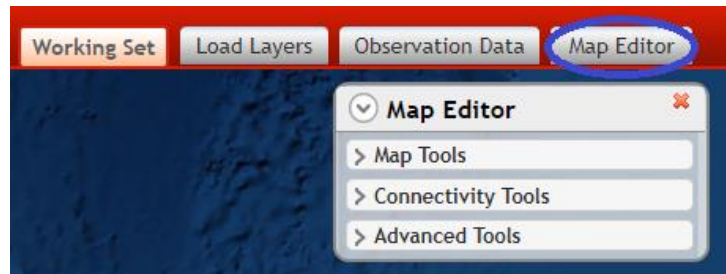 Working Set Load Layers Observation Data Map Editor
Map Editor
Map Tools
Connectivity Tools
Advanced Tools